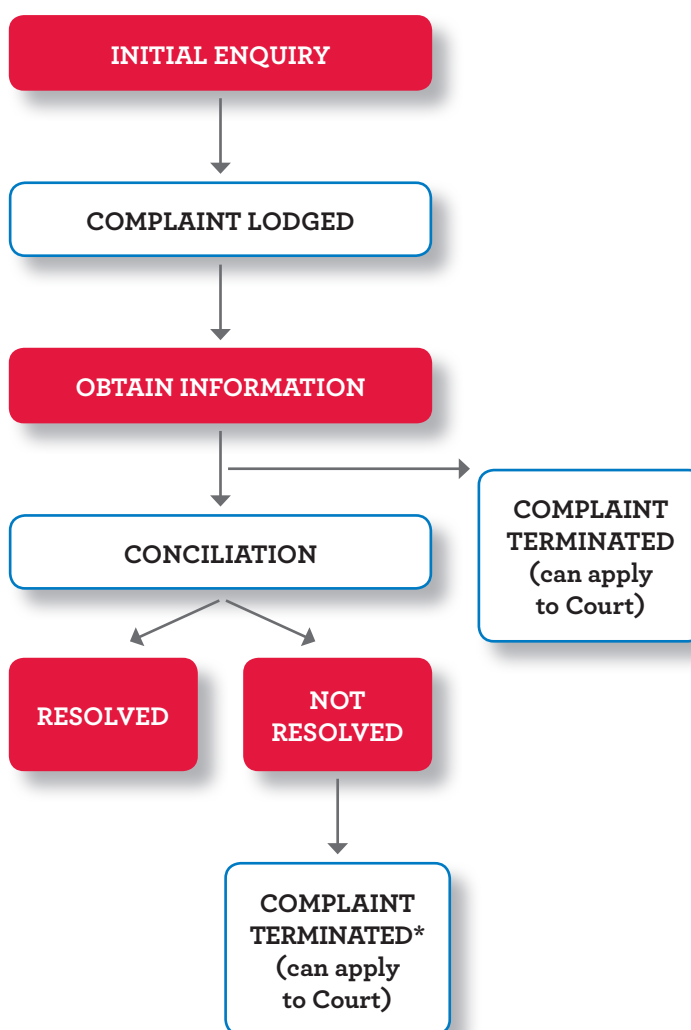 INITIAL ENQUIRY
COMPLAINT LODGED
OBTAIN INFORMATION
COMPLAINT
TERMINATED
(can apply
to Court)
CONCILIATION
RESOLVED
NOT
RESOLVED
COMPLAINT
TERMINATED*
(can apply
to Court)